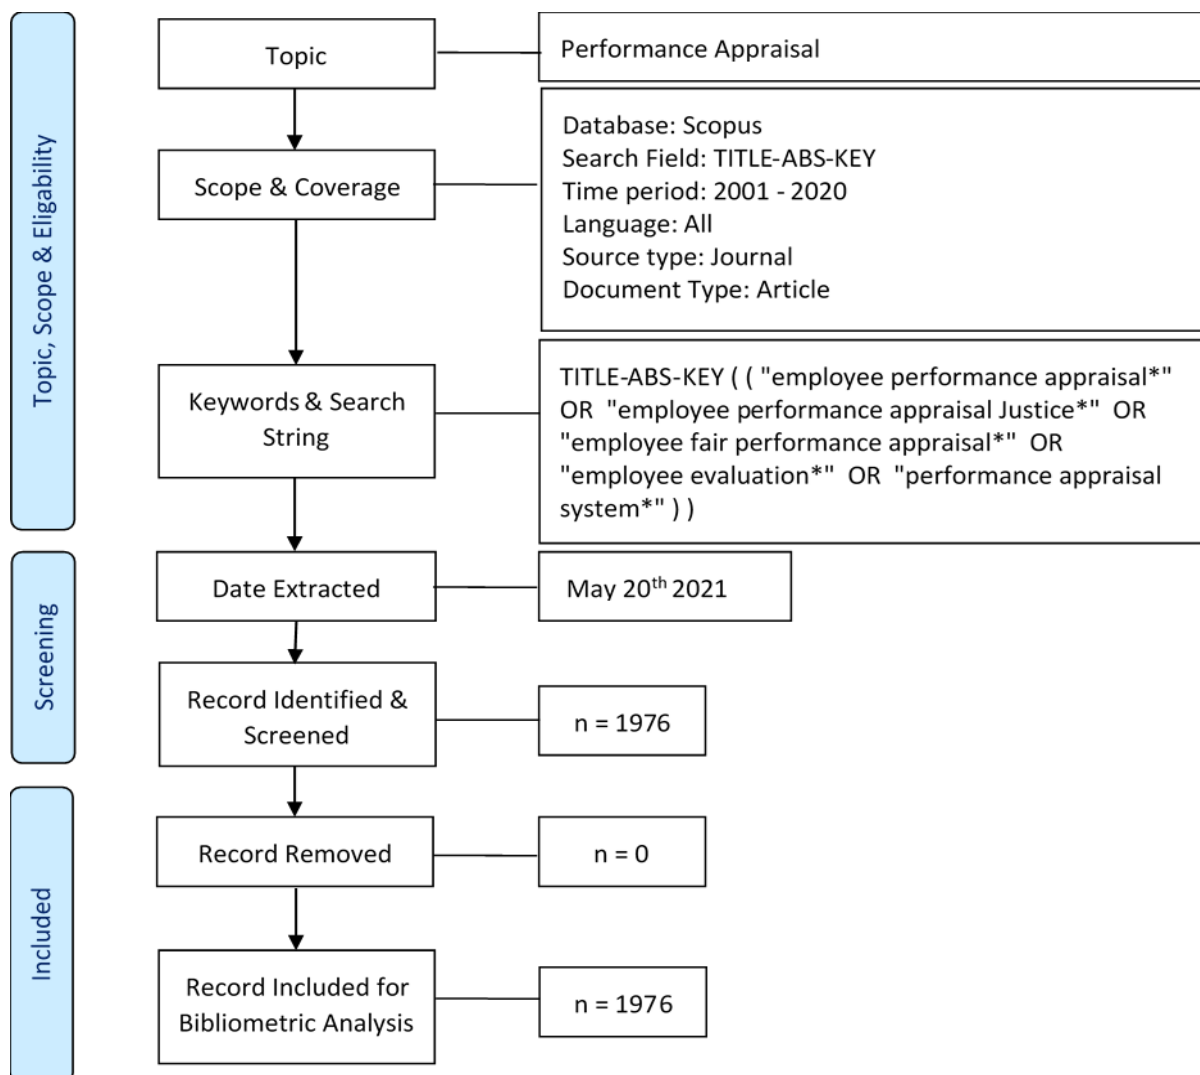 Topic, Scope & Eligability
Topic
Performance Appraisal
Scope & Coverage
Database: Scopus
Search Field: TITLE-ABS-KEY
Time period: 2001 - 2020
Language: All
Source type: Journal
Document Type: Article
Keywords & Search
String
TITLE-ABS-KEY ( ( "employee performance appraisal*"
OR "employee performance appraisal Justice*" OR
"employee fair performance appraisal*" OR
"employee evaluation*" OR "performance appraisal
system*" ) )
Screening
Date Extracted
May 20th 2021
Record Identified &
Screened
n = 1976
Included
Record Removed
n = 0
Record Included for
Bibliometric Analysis
n = 1976